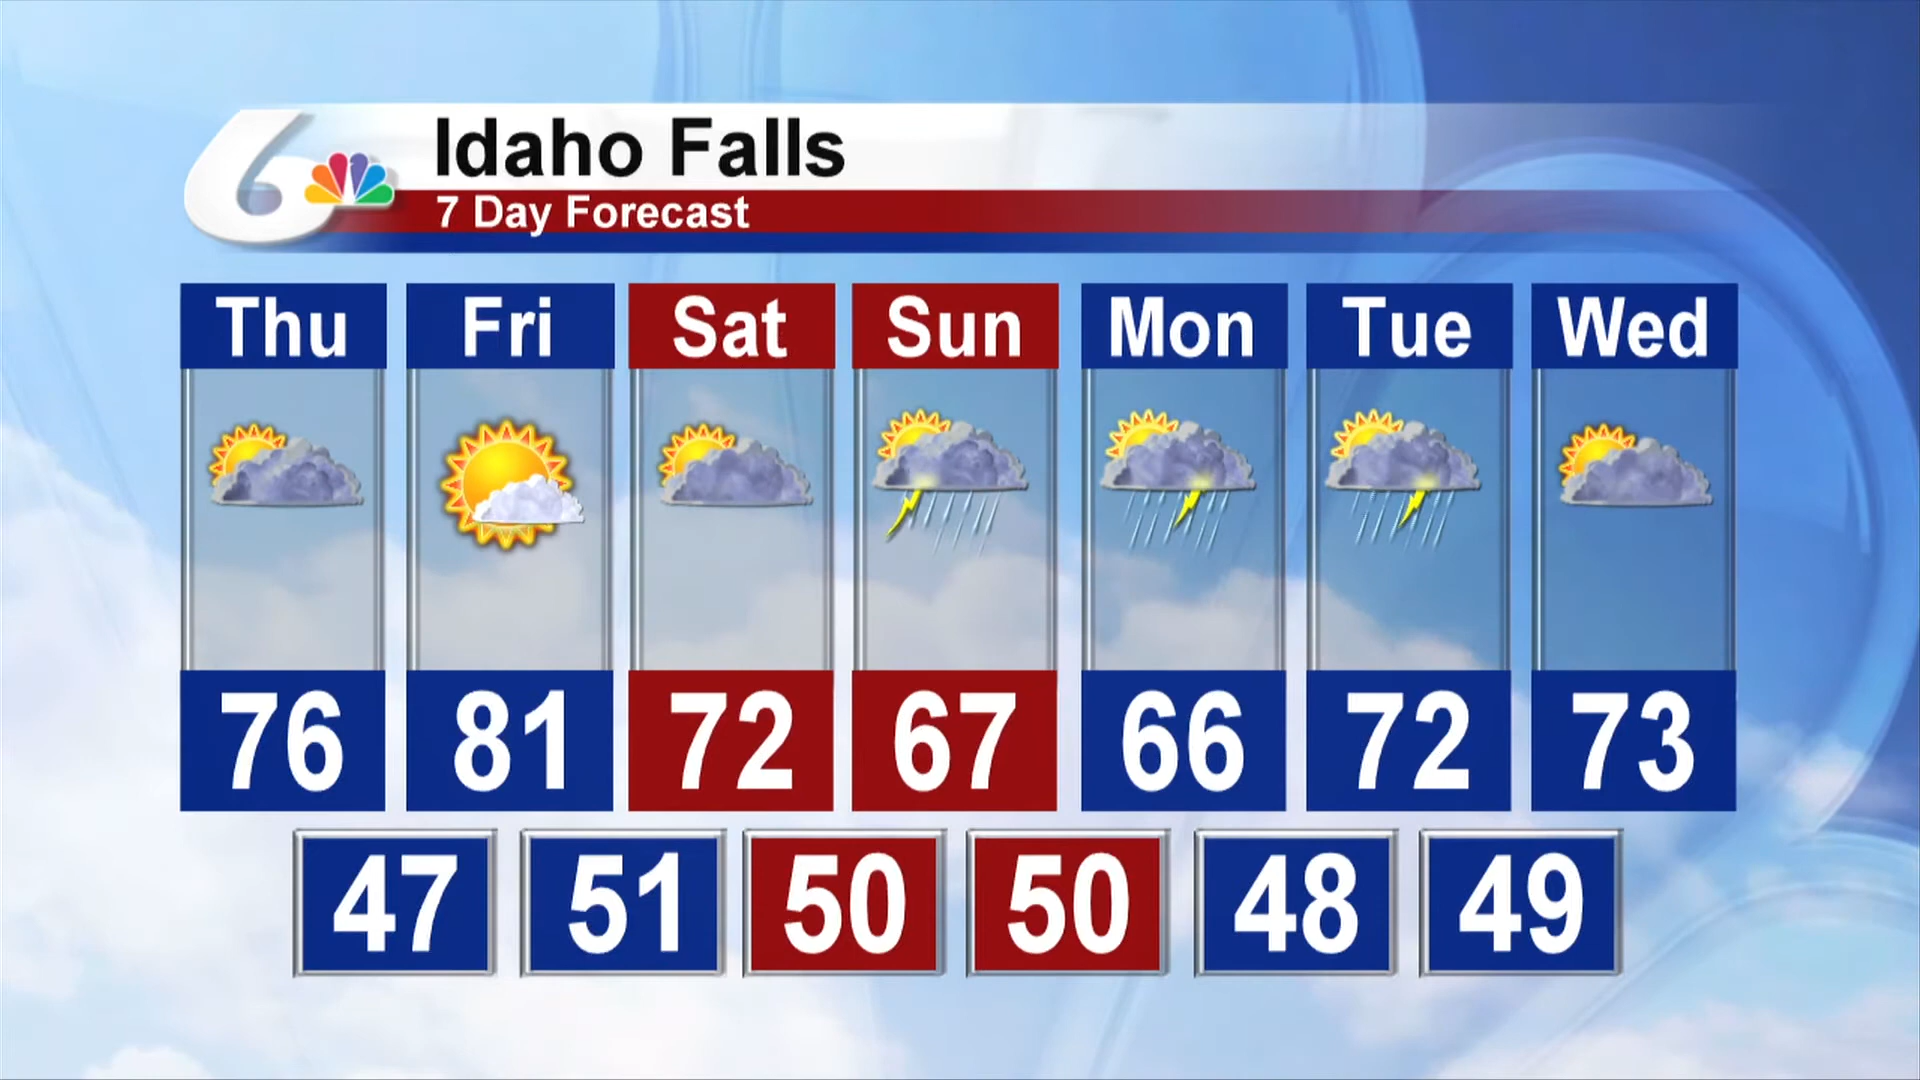 6
Idaho Falls
7 Day Forecast
Thu Fri Sat Sun Mon Tue Wed
76 81 72 67 66 72 73
47 51 50 50 48 49